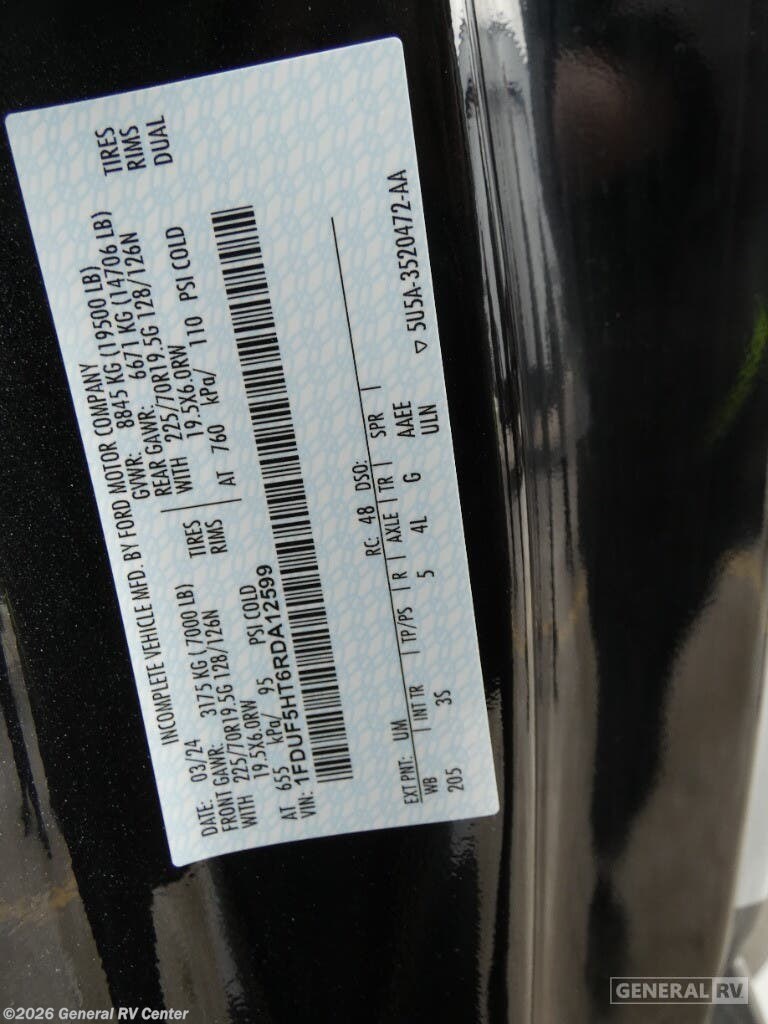 INCOMPLETE VEHICLE MFD. BY FORD MOTOR COMPANY
DATE: 03/24 GVWR: 8845 KG (19500 LB)
FRONT GAWR: 3175 KG ( 7000 LB) REAR GAWR: 6671 KG (14706 LB)
WITH 225/70R19.5G 128/126N TIRES WITH 225/70R19.5G 128/126N TIRES
19.5X6.0RW RIMS 19.5X6.0RW RIMS
AT 655 kPa/ 95 PSI COLD AT 760 kPa/ 110 PSI COLD DUAL
VIN: 1FDUF5HT6RDA12599
EXT PNT: UM RC: 48 DSO:
WB INT TR TP/PS R AXLE TR SPR
205 3S 5 4L G AAEE
ULN
▽ 5U5A-3520472-AA
GENERAL RV
©2026 General RV Center